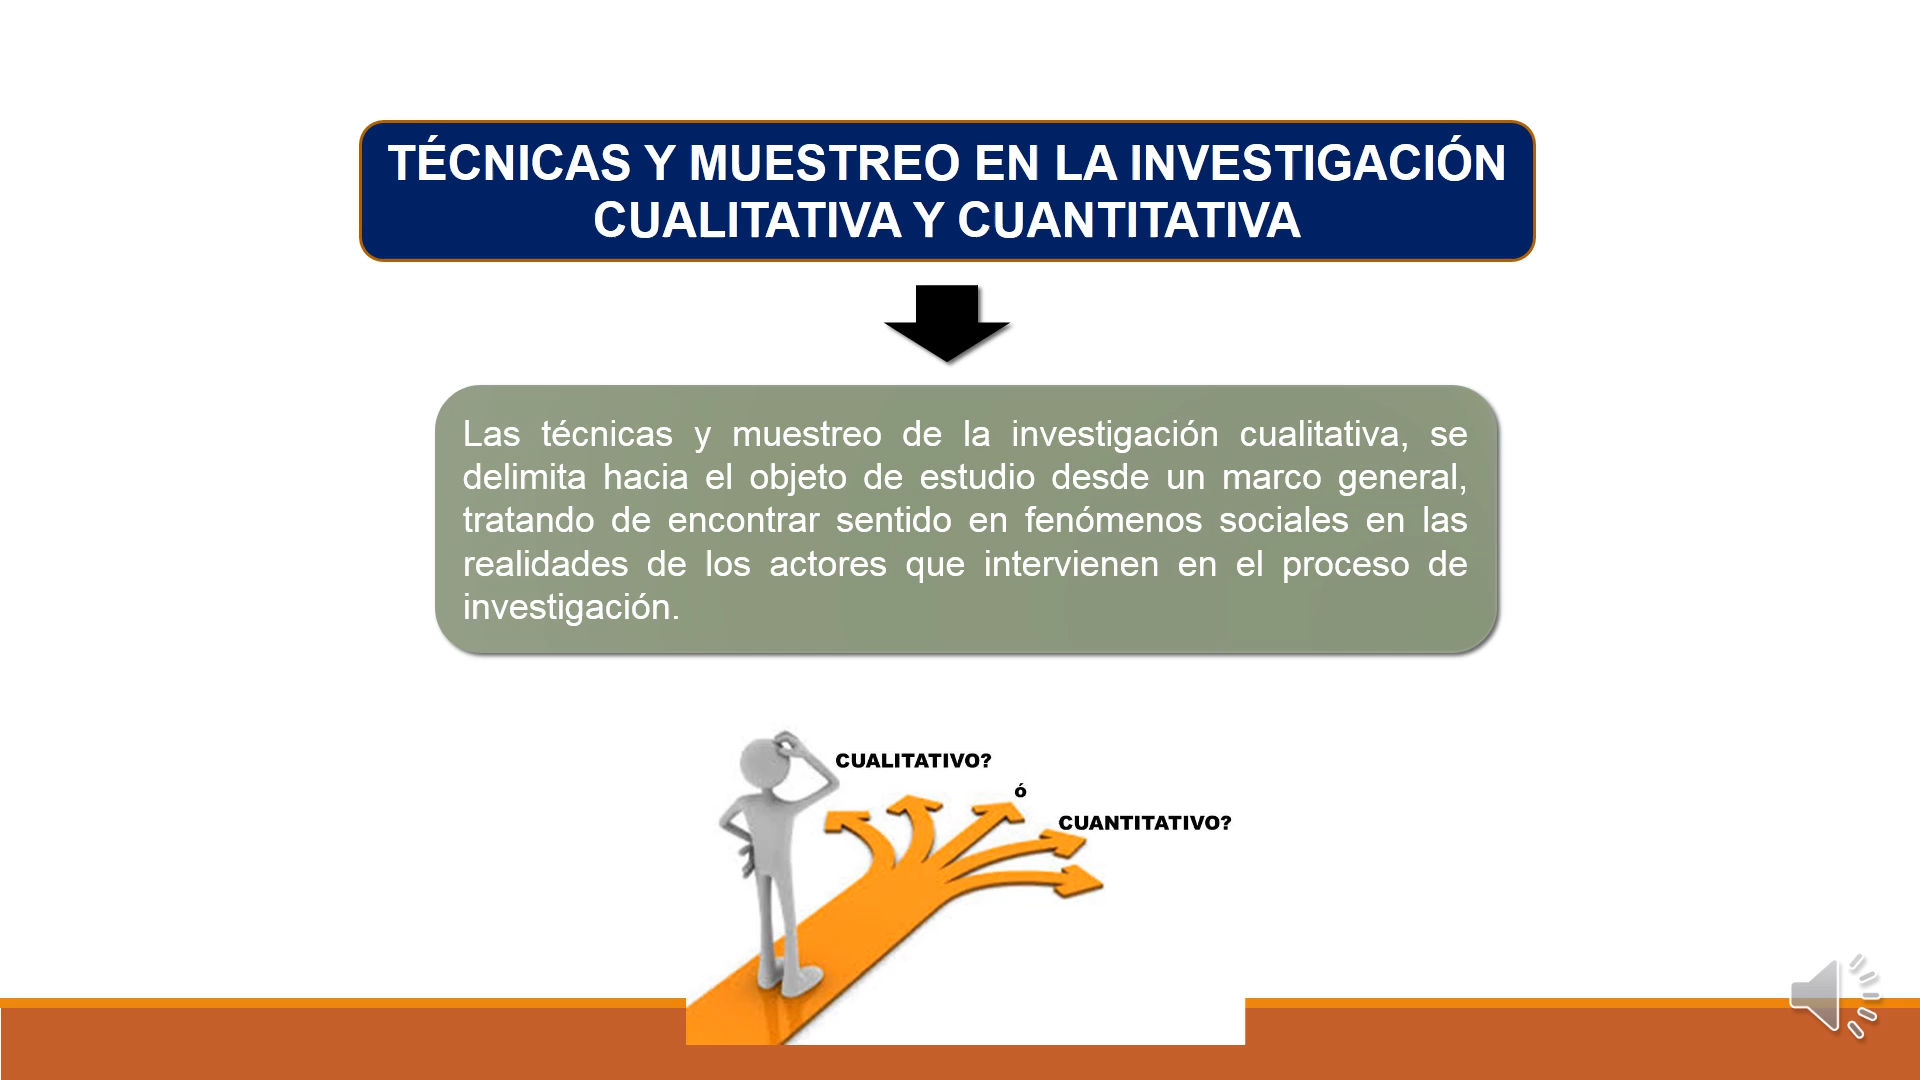 TÉCNICAS Y MUESTREO EN LA INVESTIGACIÓN
CUALITATIVA Y CUANTITATIVA
Las técnicas y muestreo de la investigación cualitativa, se
delimita hacia el objeto de estudio desde un marco general,
tratando de encontrar sentido en fenómenos sociales en las
realidades de los actores que intervienen en el proceso de
investigación.
CUALITATIVO?
ó
CUANTITATIVO?